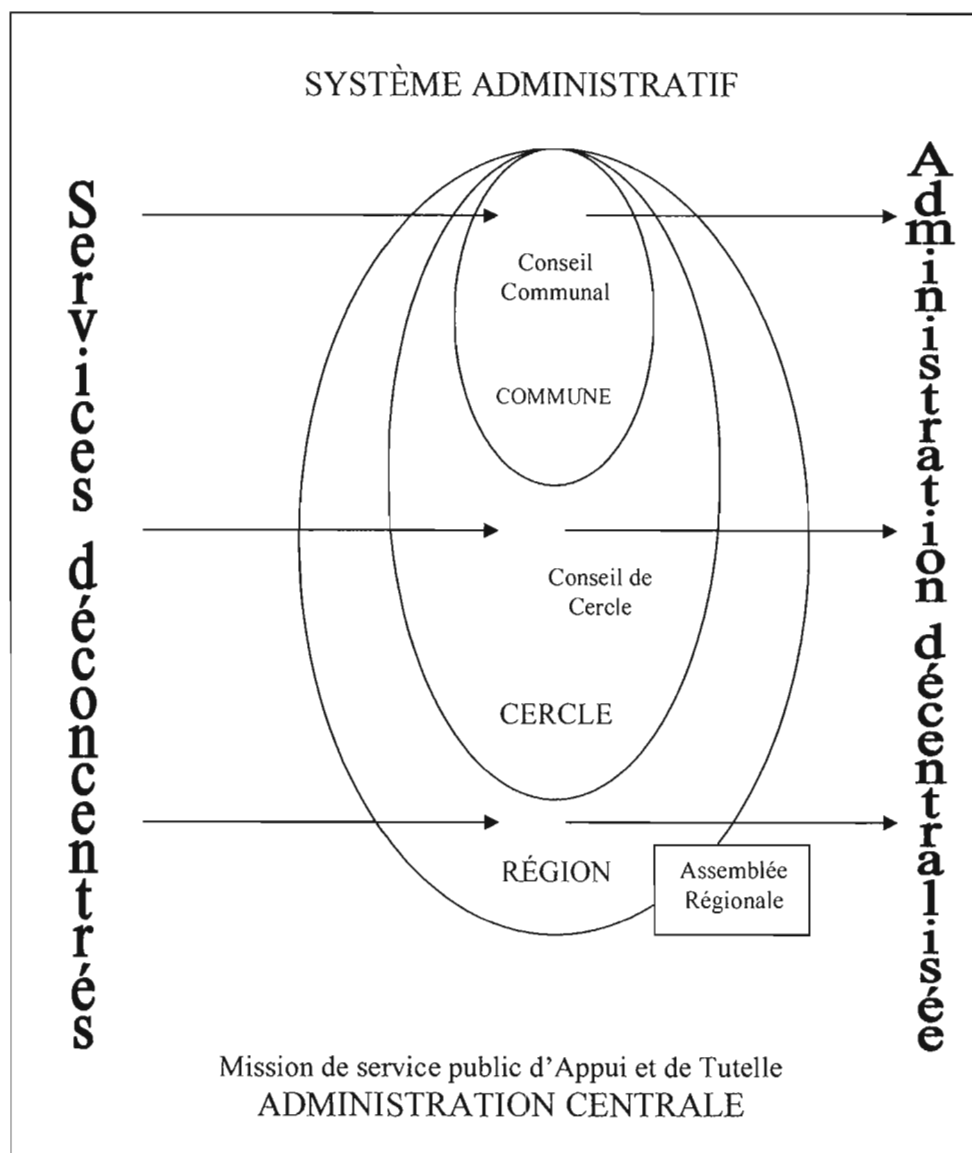 SYSTÈME ADMINISTRATIF
Services déconcentrés
Administration décentralisée
Conseil
Communal
COMMUNE
Conseil de
Cercle
CERCLE
RÉGION
Assemblée
Régionale
Mission de service public d'Appui et de Tutelle
ADMINISTRATION CENTRALE